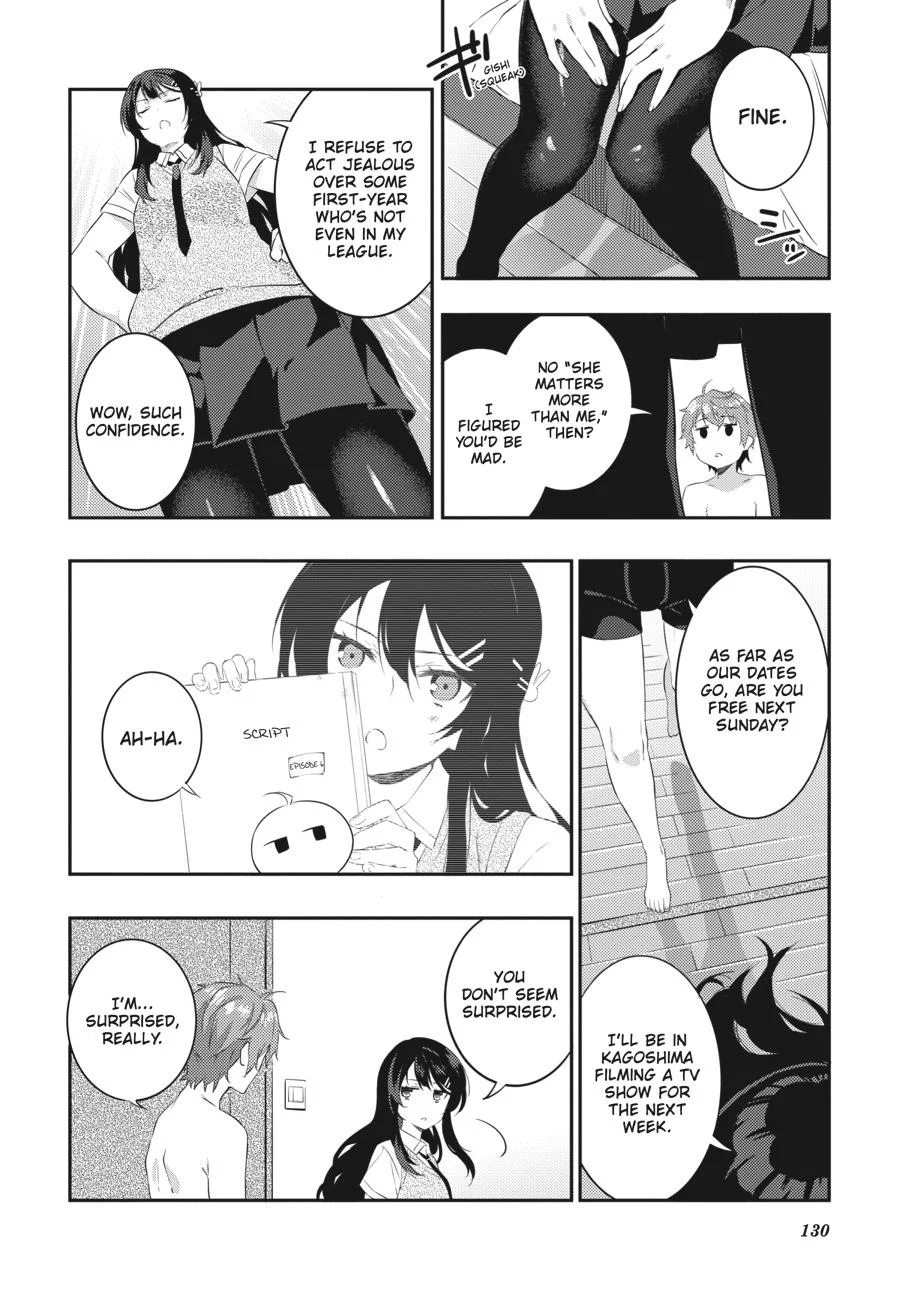 FINE.
ギ
GISHI
(SQUEAK)
ミシ
I REFUSE TO
ACT JEALOUS
OVER SOME
FIRST-YEAR
WHO'S NOT
EVEN IN MY
LEAGUE.
WOW, SUCH
CONFIDENCE.
NO "SHE
MATTERS
MORE
THAN ME,"
THEN?
I
FIGURED
YOU'D BE
MAD.
AS FAR AS
OUR DATES
GO, ARE YOU
FREE NEXT
SUNDAY?
I'LL BE IN
KAGOSHIMA
FILMING A TV
SHOW FOR
THE NEXT
WEEK.
AH-HA.
SCRIPT
EPISODE 6
YOU
DON'T SEEM
SURPRISED.
I'M...
SURPRISED,
REALLY.
130